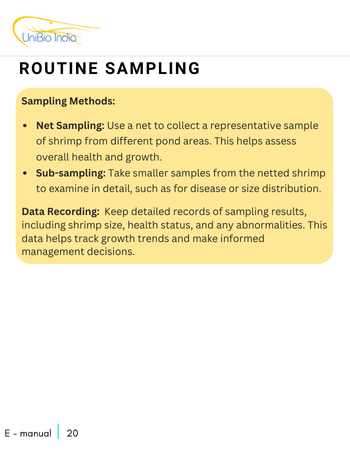 UniBio India
ROUTINE SAMPLING
Sampling Methods:
• Net Sampling: Use a net to collect a representative sample
of shrimp from different pond areas. This helps assess
overall health and growth.
• Sub-sampling: Take smaller samples from the netted shrimp
to examine in detail, such as for disease or size distribution.
Data Recording: Keep detailed records of sampling results,
including shrimp size, health status, and any abnormalities. This
data helps track growth trends and make informed
management decisions.
E - manual 20